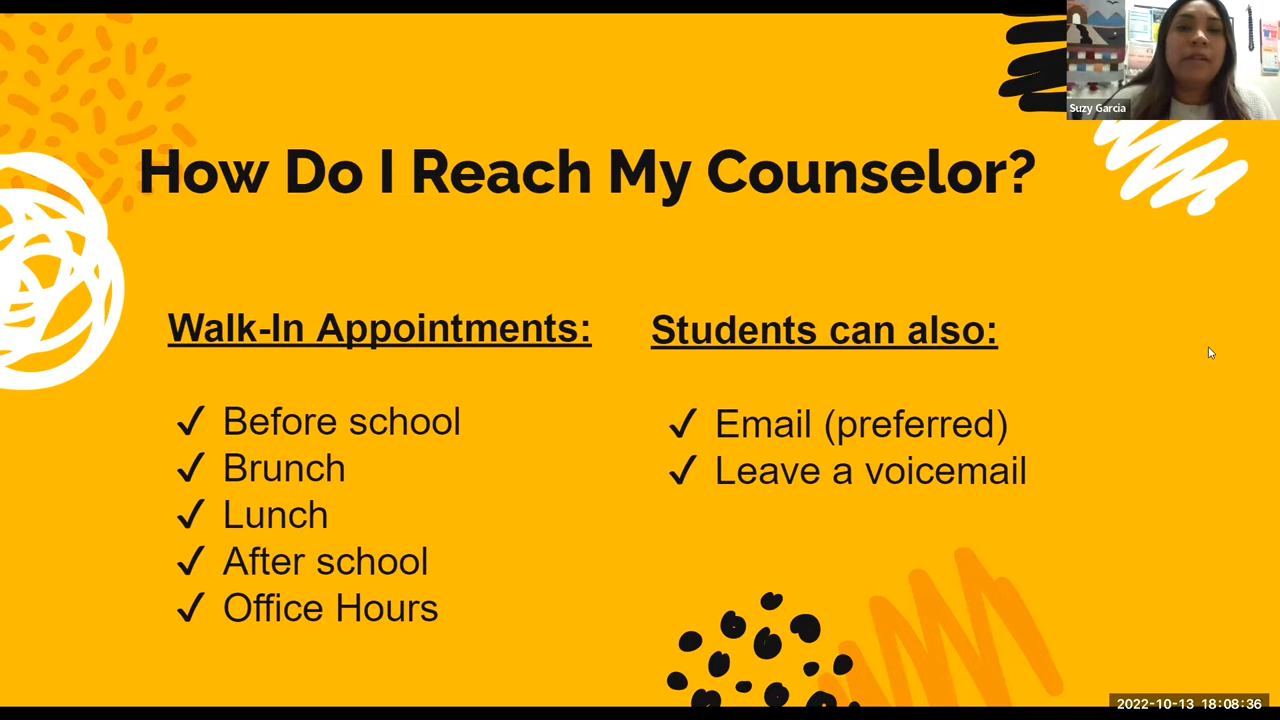 Suzy Garcia
How Do I Reach My Counselor?
Walk-In Appointments:
✓ Before school
✓ Brunch
✓ Lunch
✓ After school
✓ Office Hours
Students can also:
✓ Email (preferred)
✓ Leave a voicemail
2022-10-13 18:08:36